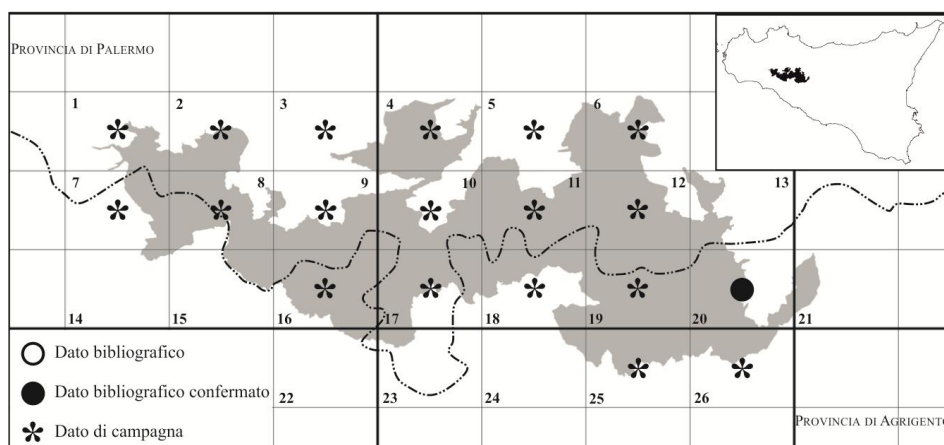 PROVINCIA DI PALERMO
1 2 3 4 5 6
7 8 9 10 11 12 13
14 15 16 17 18 19 20 21
Dato bibliografico
Dato bibliografico confermato
22 23 24 25 26
Dato di campagna
PROVINCIA DI AGRIGENTO